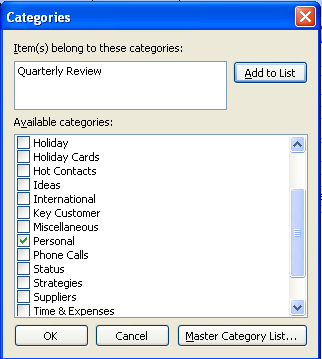 Categories
Item(s) belong to these categories:
Quarterly Review
Add to List
Available categories:
Holiday
Holiday Cards
Hot Contacts
Ideas
International
Key Customer
Miscellaneous
Personal
Phone Calls
Status
Strategies
Suppliers
Time & Expenses
OK
Cancel
Master Category List...